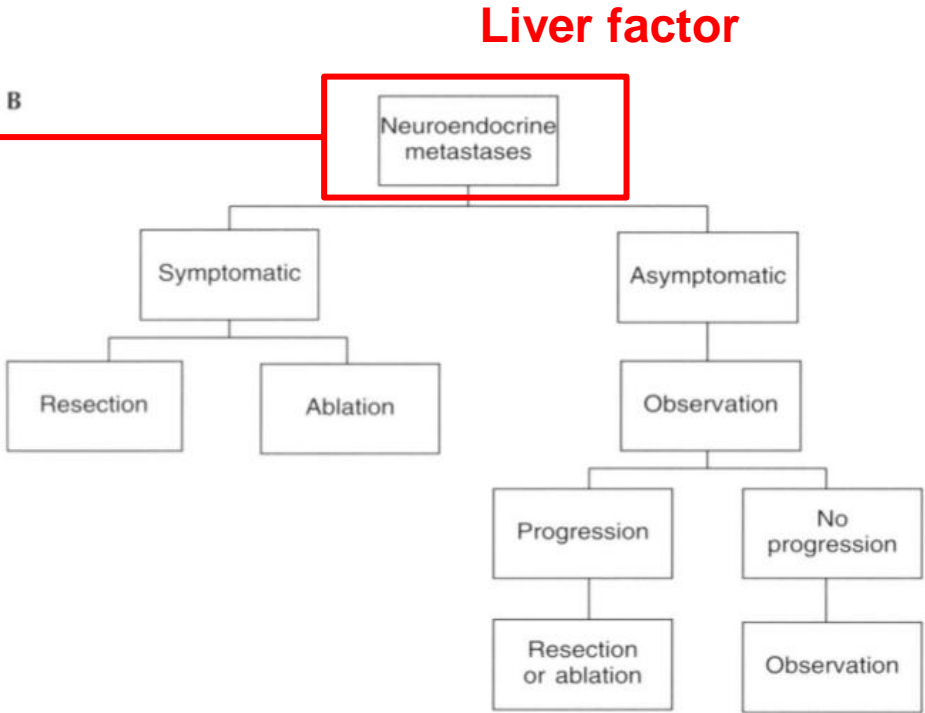 Liver factor
B
Neuroendocrine
metastases
Symptomatic
Asymptomatic
Resection
Ablation
Observation
Progression
No
progression
Resection
or ablation
Observation